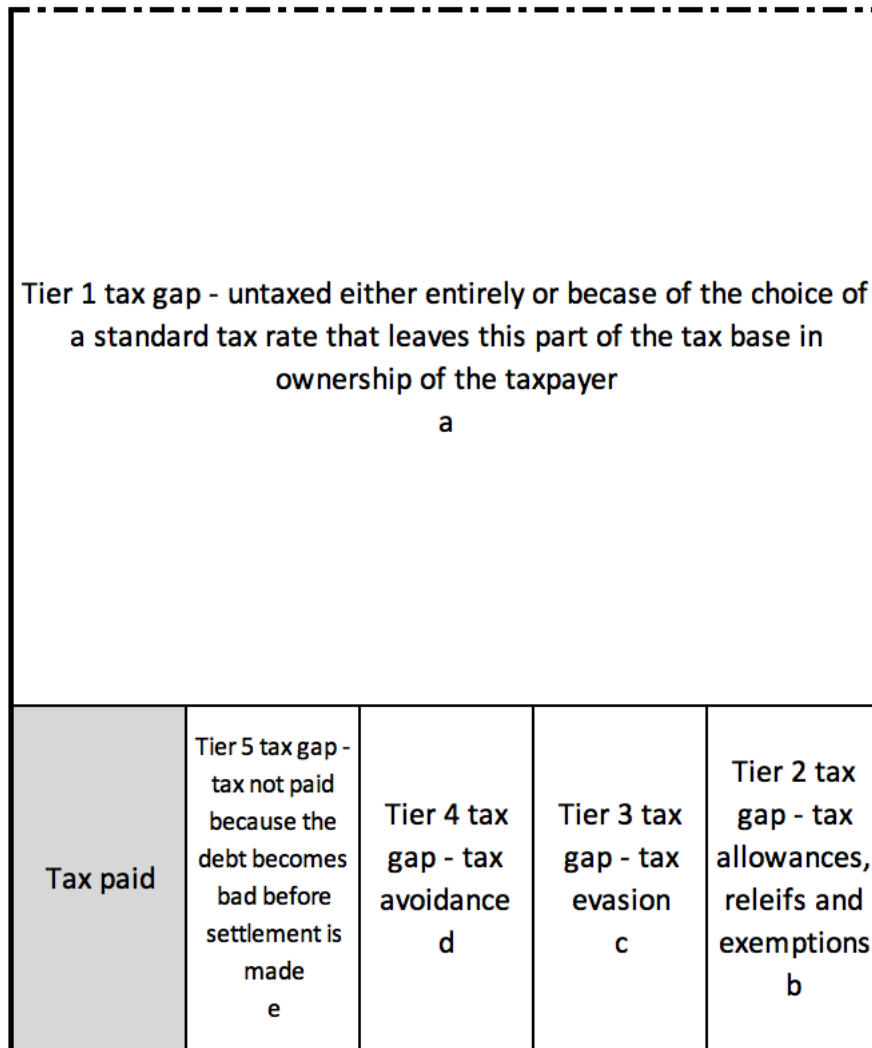 Tier 1 tax gap - untaxed either entirely or becase of the choice of
a standard tax rate that leaves this part of the tax base in
ownership of the taxpayer
a
Tax paid
Tier 5 tax gap -
tax not paid
because the
debt becomes
bad before
settlement is
made
e
Tier 4 tax
gap - tax
avoidance
d
Tier 3 tax
gap - tax
evasion
c
Tier 2 tax
gap - tax
allowances,
releifs and
exemptions
b